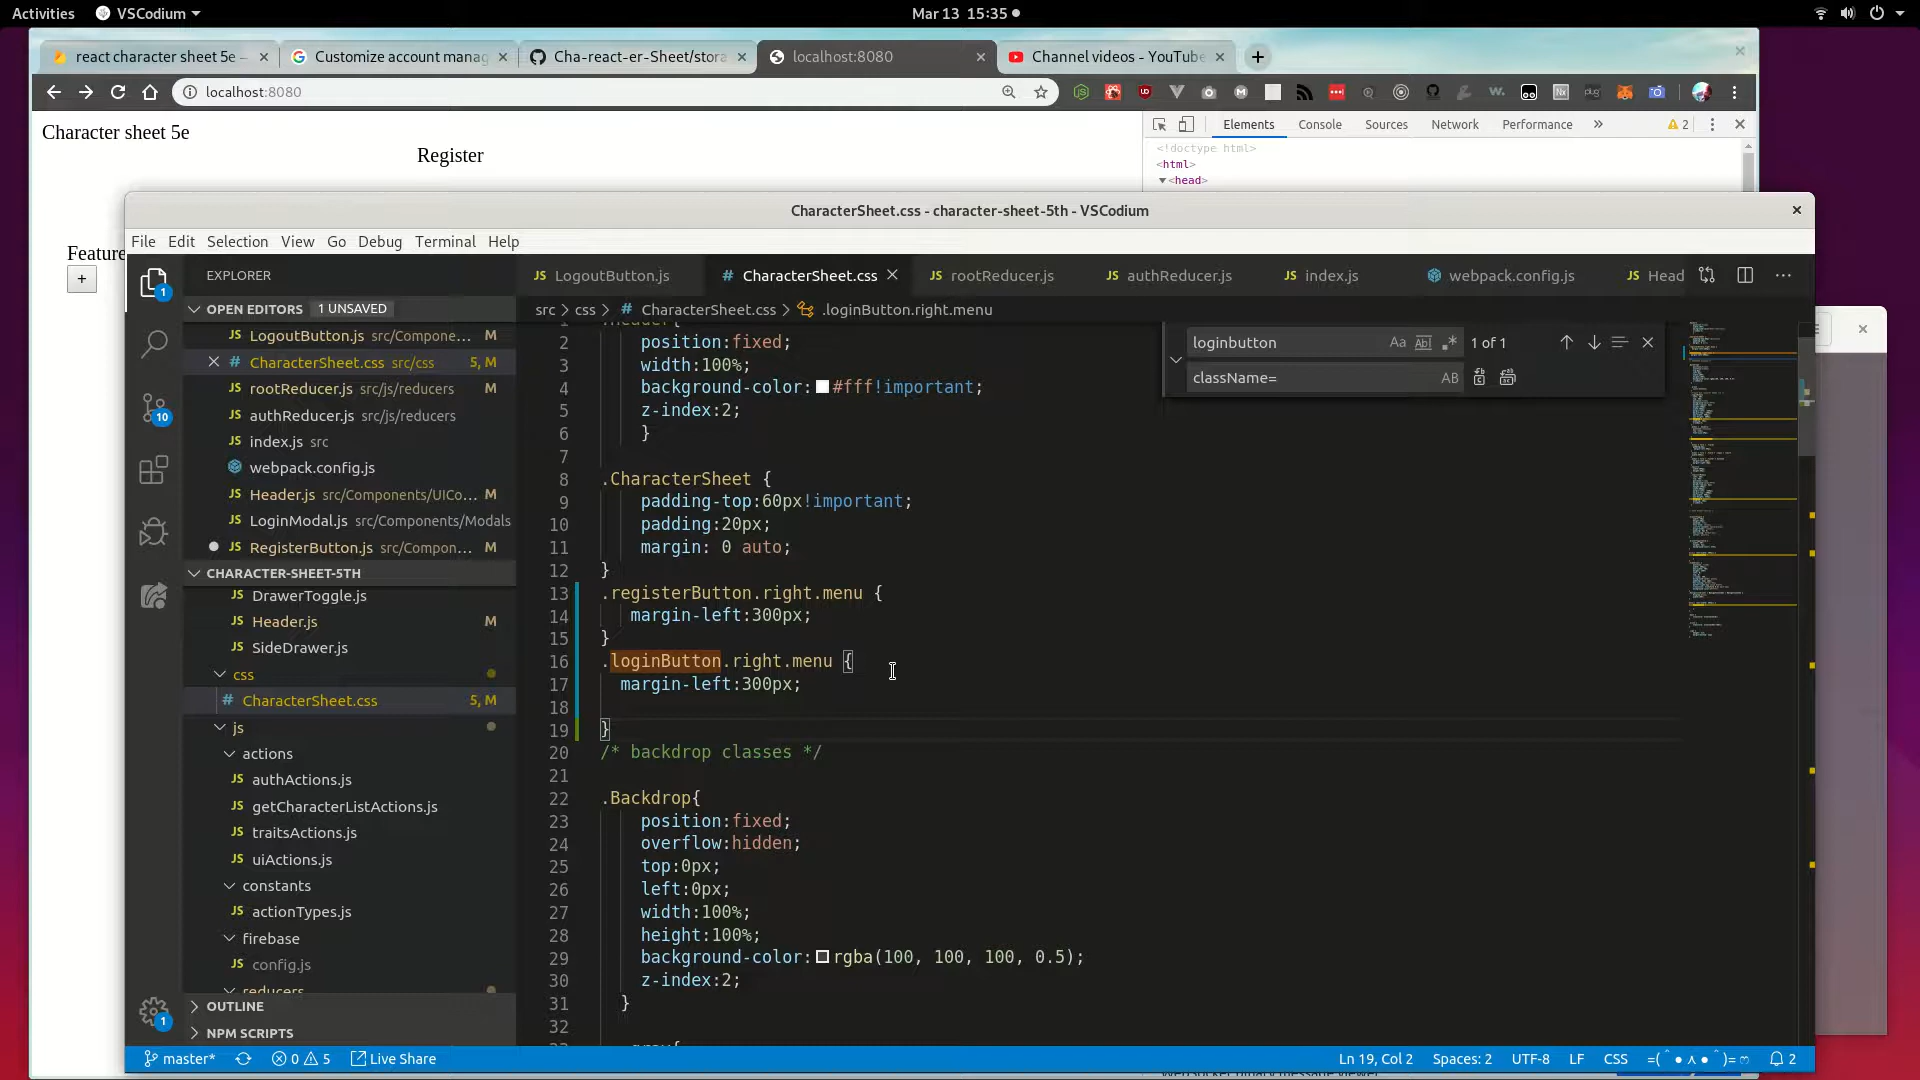 Activities
VSCodium
Mar 13 15:35
react character sheet 5e –
Customize account manag
Cha-react-er-Sheet/stora
localhost:8080
Channel videos - YouTube
localhost:8080
Character sheet 5e
Register
Feature
+
Elements
Console
Sources
Network
Performance
2
<!doctype html>
<html>
<head>
CharacterSheet.css - character-sheet-5th - VSCodium
File Edit Selection View Go Debug Terminal Help
EXPLORER
LogoutButton.js
CharacterSheet.css
rootReducer.js
authReducer.js
index.js
webpack.config.js
Head
OPEN EDITORS 1 UNSAVED
LogoutButton.js src/Compone... M
CharacterSheet.css src/css 5, M
rootReducer.js src/js/reducers M
authReducer.js src/js/reducers
index.js src
webpack.config.js
Header.js src/Components/UICo... M
LoginModal.js src/Components/Modals
RegisterButton.js src/Compon... M
CHARACTER-SHEET-5TH
DrawerToggle.js
Header.js M
SideDrawer.js
css
CharacterSheet.css 5, M
js
actions
authActions.js
getCharacterListActions.js
traitsActions.js
uiActions.js
constants
actionTypes.js
firebase
config.js
reducers
OUTLINE
NPM SCRIPTS
src > css > # CharacterSheet.css > .loginButton.right.menu
loginbutton
1 of 1
className=
2 position:fixed;
3 width:100%;
4 background-color: #fff!important;
5 z-index:2;
6 }
7
8 .CharacterSheet {
9 padding-top:60px!important;
10 padding:20px;
11 margin: 0 auto;
12 }
13 .registerButton.right.menu {
14 margin-left:300px;
15 }
16 .loginButton.right.menu {
17 margin-left:300px;
18
19 }
20 /* backdrop classes */
21
22 .Backdrop{
23 position:fixed;
24 overflow:hidden;
25 top:0px;
26 left:0px;
27 width:100%;
28 height:100%;
29 background-color: rgba(100, 100, 100, 0.5);
30 z-index:2;
31 }
32
master*
0 5
Live Share
Ln 19, Col 2
Spaces: 2
UTF-8
LF
CSS
2